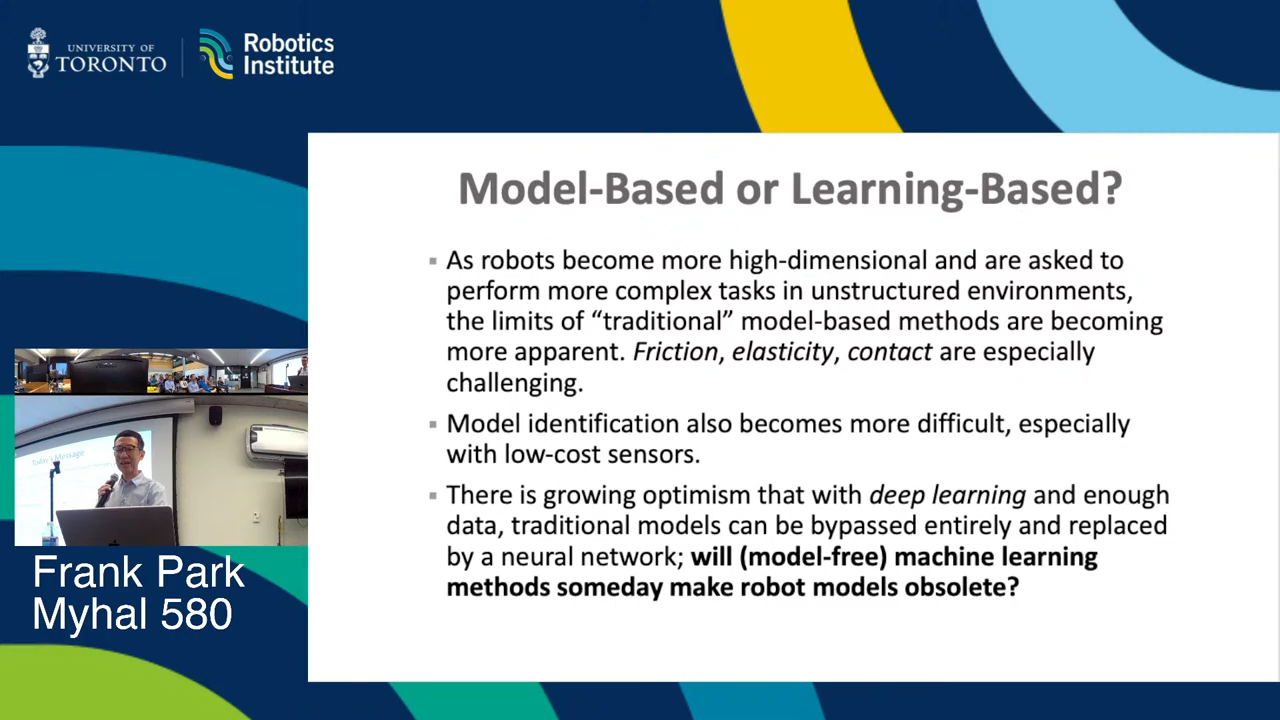 UNIVERSITY OF
TORONTO
Robotics
Institute
Model-Based or Learning-Based?
▪ As robots become more high-dimensional and are asked to
perform more complex tasks in unstructured environments,
the limits of “traditional” model-based methods are becoming
more apparent. Friction, elasticity, contact are especially
challenging.
▪ Model identification also becomes more difficult, especially
with low-cost sensors.
▪ There is growing optimism that with deep learning and enough
data, traditional models can be bypassed entirely and replaced
by a neural network; will (model-free) machine learning
methods someday make robot models obsolete?
Today's Message
Frank Park
Myhal 580